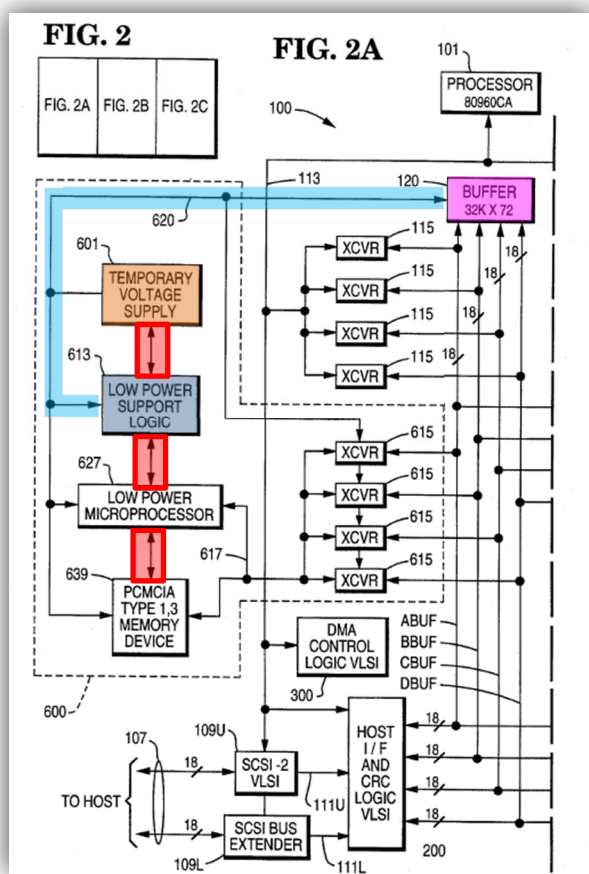 FIG. 2
FIG. 2A
FIG. 2A
FIG. 2B
FIG. 2C
101
PROCESSOR
80960CA
100
113
120
BUFFER
32K X 72
620
601
TEMPORARY
VOLTAGE
SUPPLY
115
XCVR
18
115
XCVR
18
115
XCVR
18
115
XCVR
18
613
LOW POWER
SUPPORT
LOGIC
627
LOW POWER
MICROPROCESSOR
615
XCVR
615
XCVR
615
XCVR
615
XCVR
617
639
PCMCIA
TYPE 1,3
MEMORY
DEVICE
600
DMA
CONTROL
LOGIC VLSI
300
ABUF
BBUF
CBUF
DBUF
HOST
I / F
AND
CRC
LOGIC
VLSI
18
18
18
18
200
107
TO HOST
18
18
109U
SCSI -2
VLSI
111U
SCSI BUS
EXTENDER
109L
111L